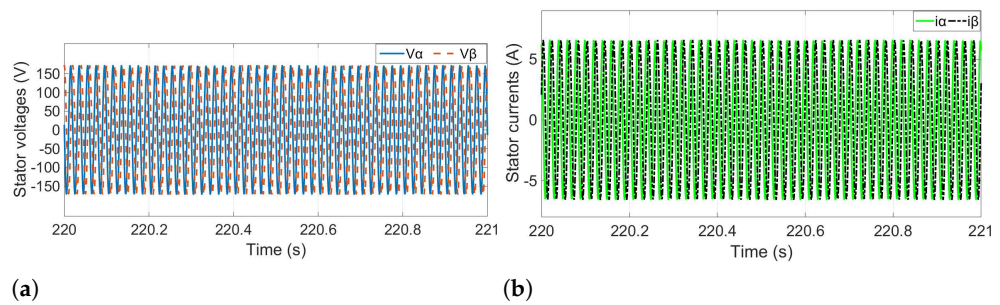 Vα Vβ
Stator voltages (V)
150
100
50
0
-50
-100
-150
220 220.2 220.4 220.6 220.8 221
Time (s)
(a)
iα iβ
Stator currents (A)
5
0
-5
220 220.2 220.4 220.6 220.8 221
Time (s)
(b)